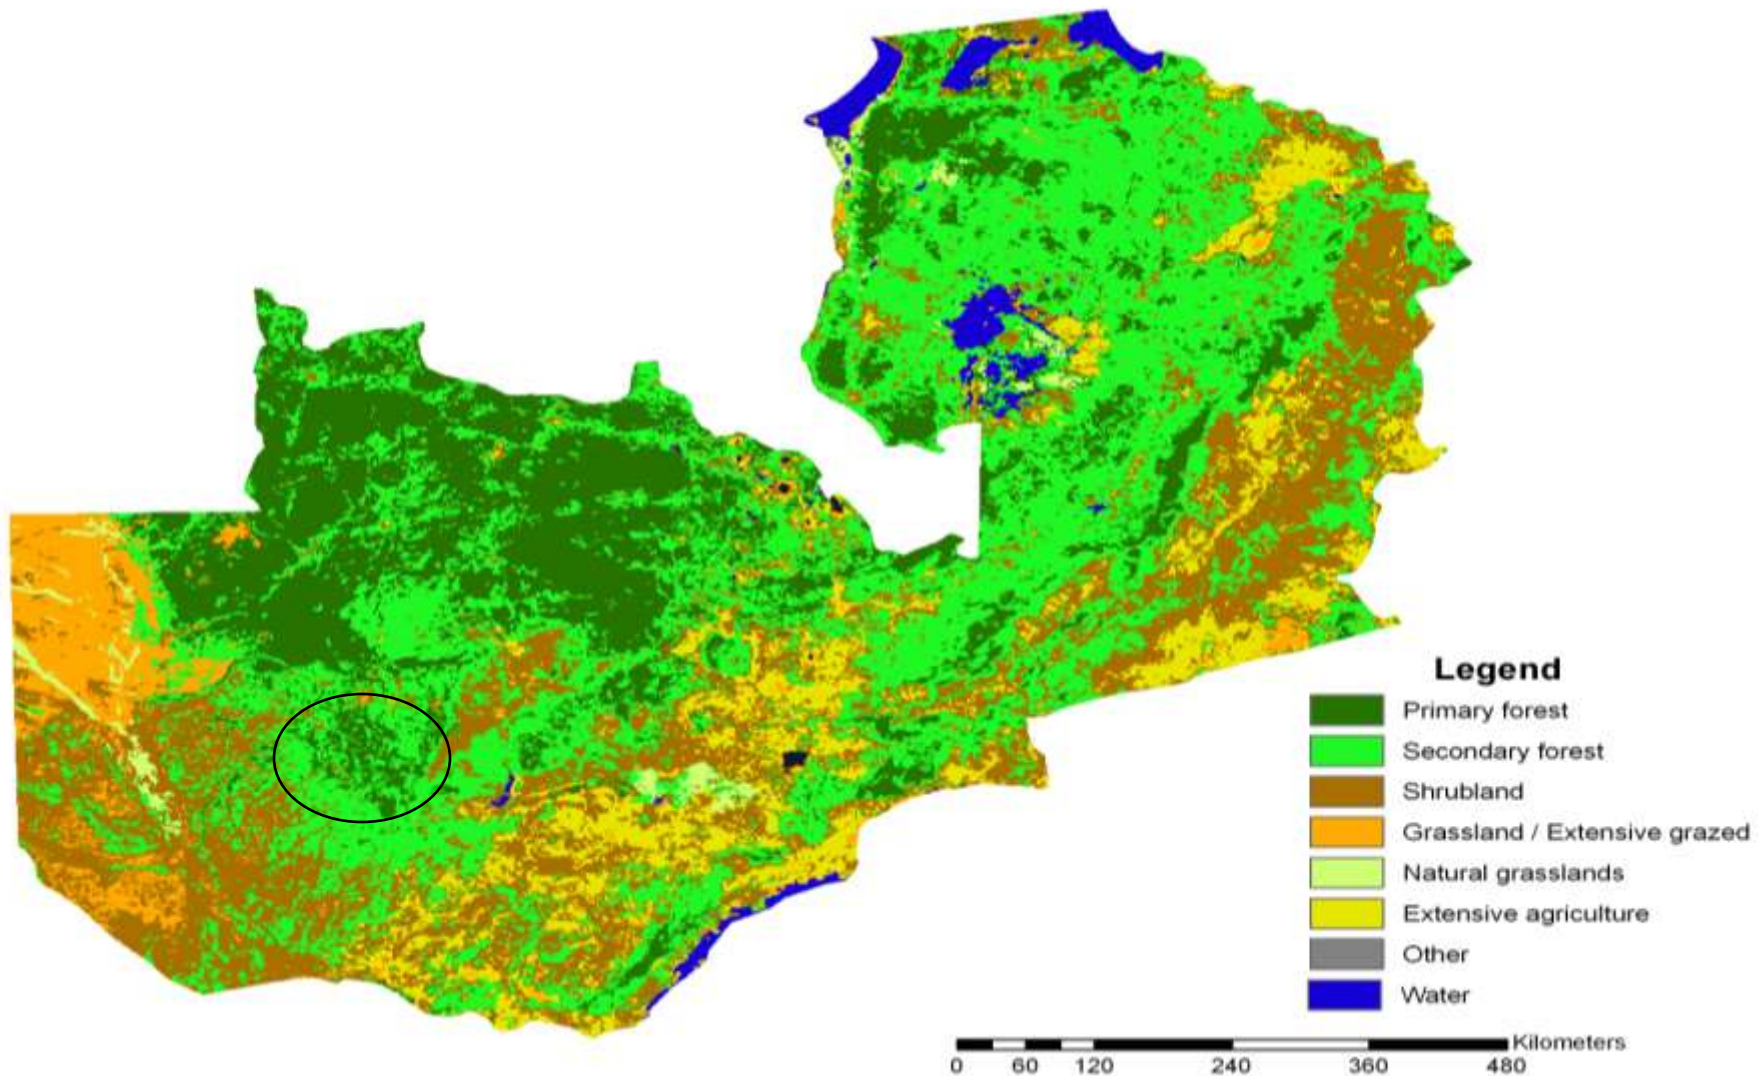 Legend
Primary forest
Secondary forest
Shrubland
Grassland / Extensive grazed
Natural grasslands
Extensive agriculture
Other
Water
Kilometers
0 60 120 240 360 480